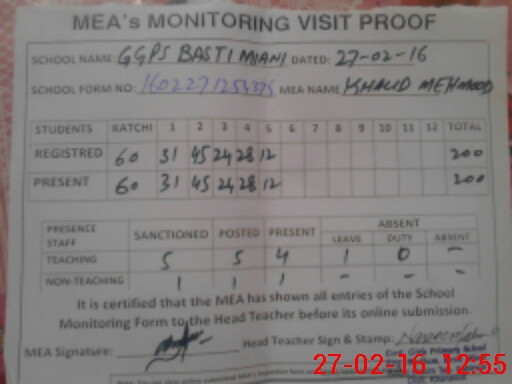 MEA's MONITORING VISIT PROOF
SCHOOL NAME: GGPS BASTI MIANI DATED: 27-02-16
SCHOOL FORM NO: 1602271254325 MEA NAME KHALID MEHMOOD
STUDENTS KATCHI 1 2 3 4 5 6 7 8 9 10 11 12 TOTAL
REGISTRED 60 31 45 24 28 12 200
PRESENT 60 31 45 24 28 12 200
PRESENCE STAFF SANCTIONED POSTED PRESENT ABSENT
LEAVE DUTY ABSENT
TEACHING 5 5 4 1 0 -
NON-TEACHING 1 1 1 - - -
It is certified that the MEA has shown all entries of the School
Monitoring Form to the Head Teacher before its online submission.
MEA Signature: Head Teacher Sign & Stamp:
Primary School
27-02-16 12:55